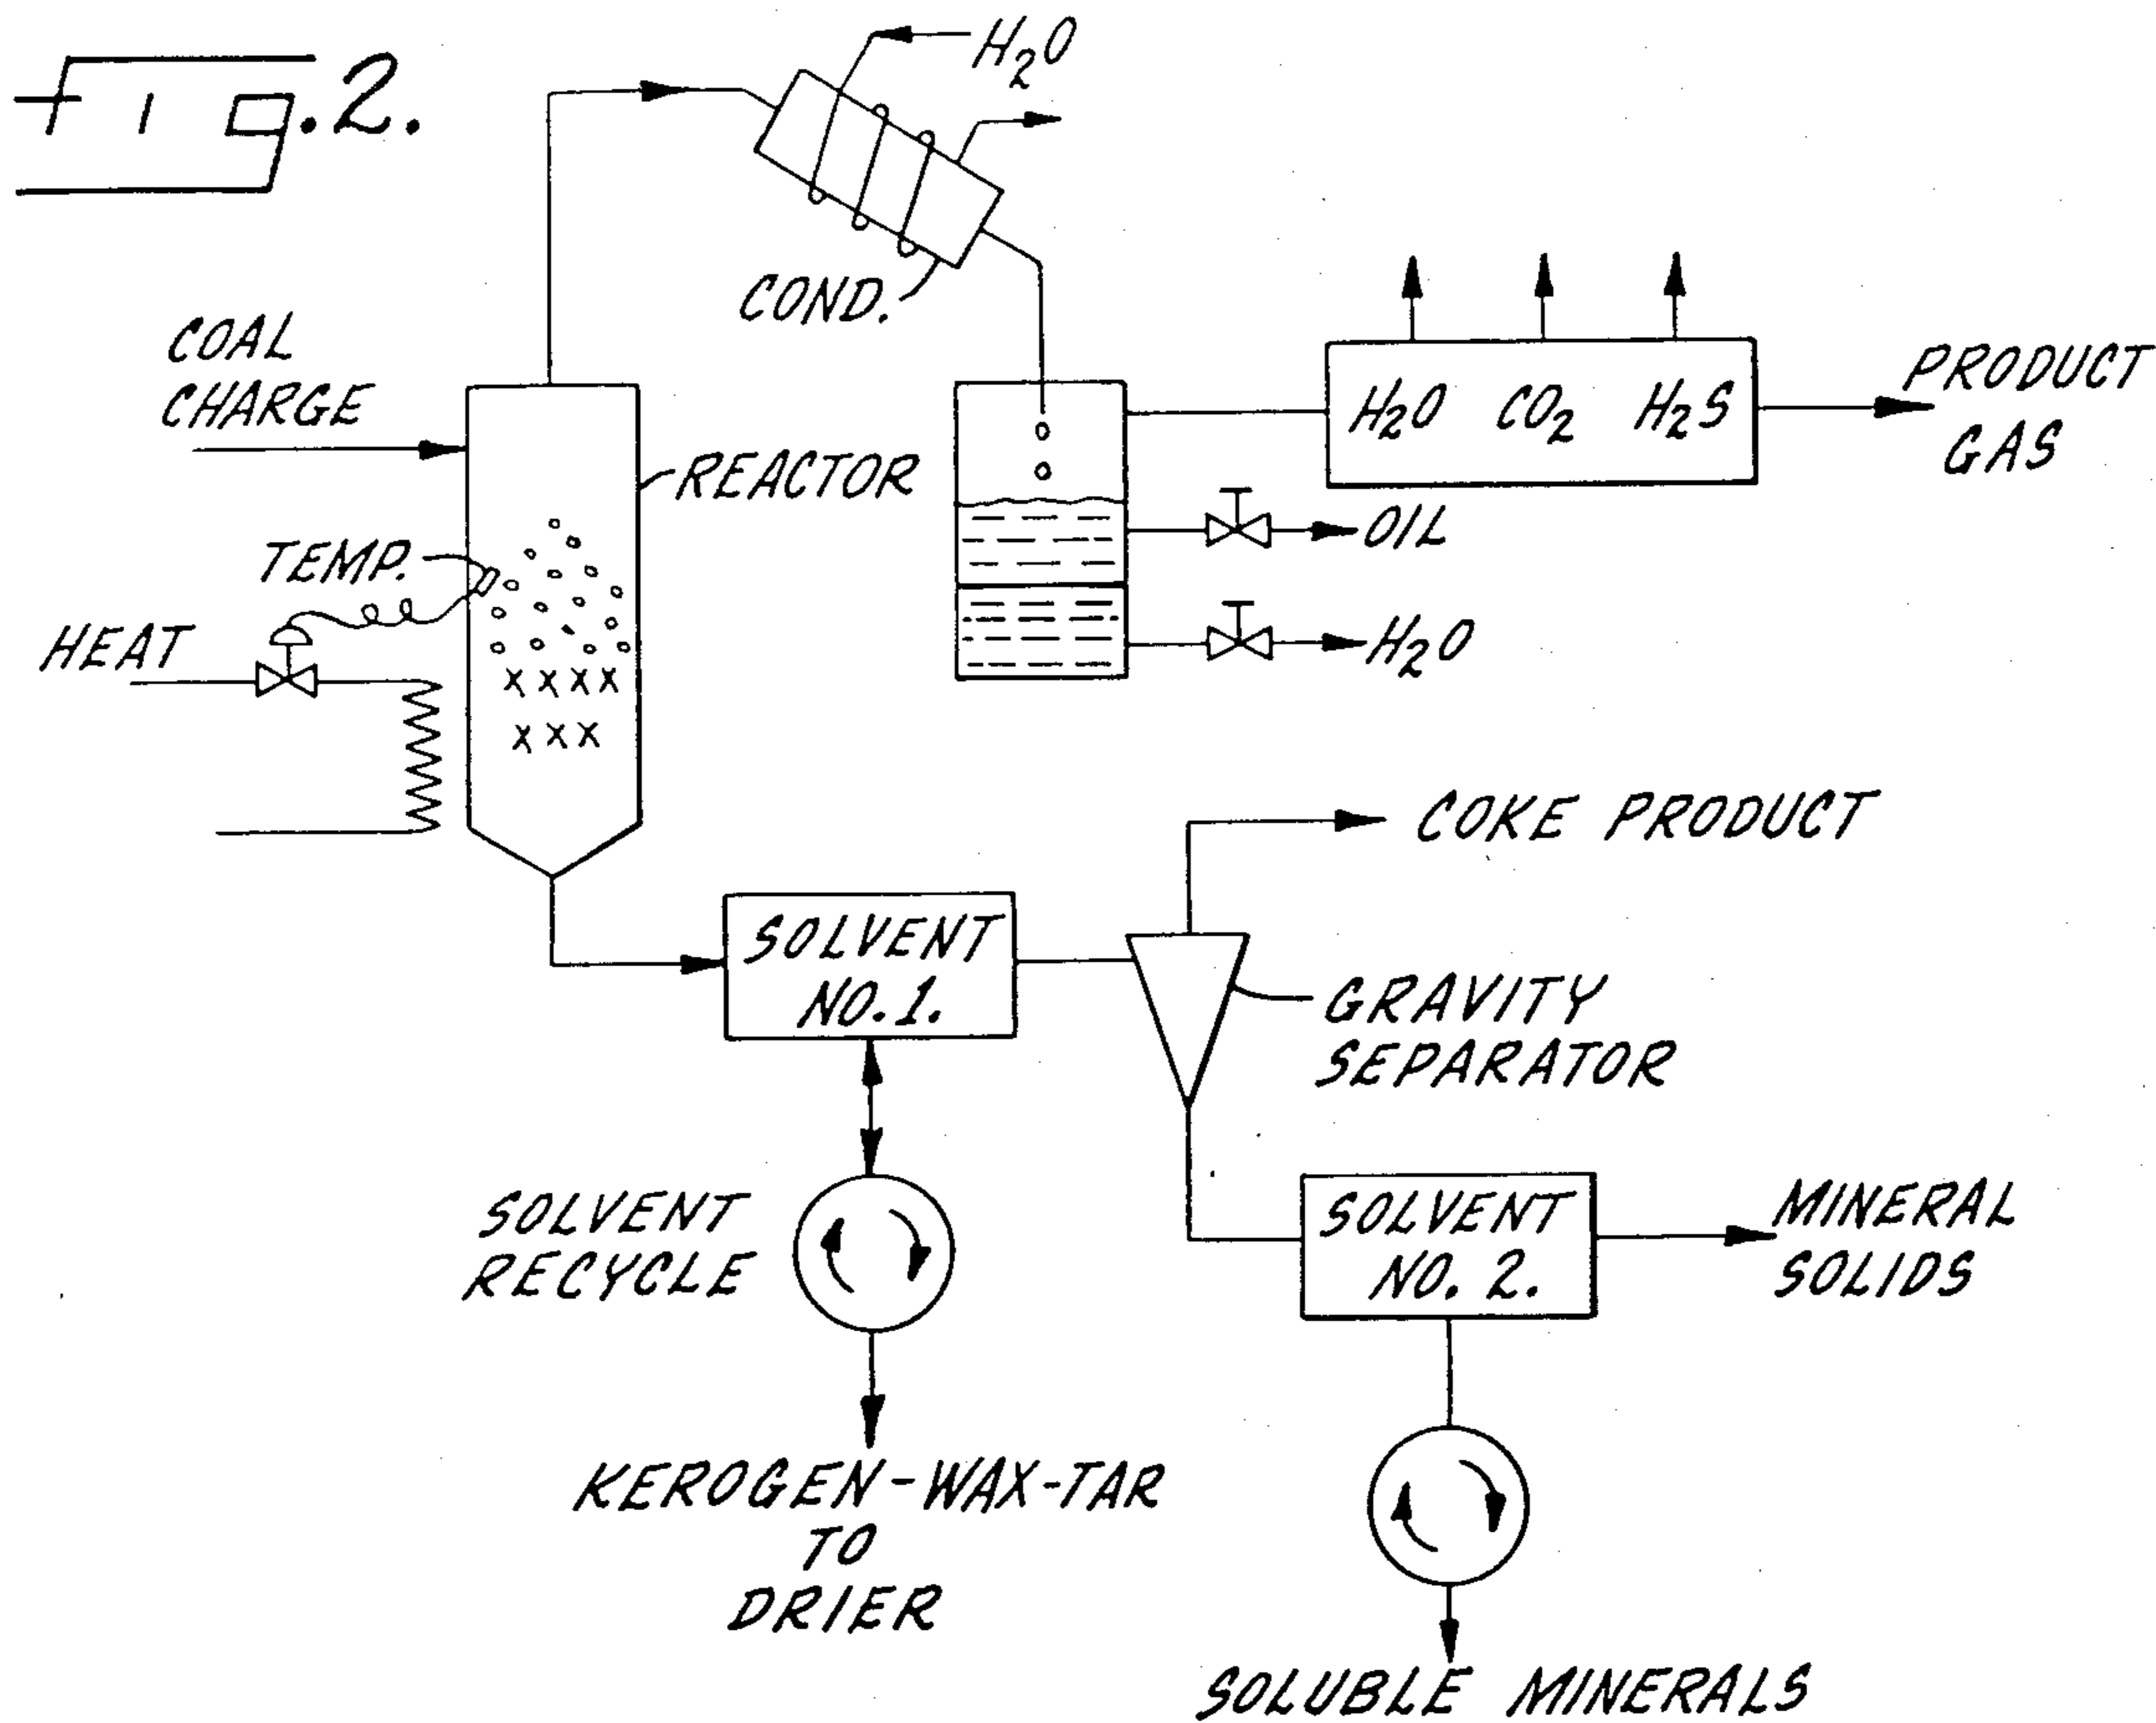 Fig. 2.
H₂O
COND.
COAL
CHARGE
REACTOR
TEMP.
HEAT
H₂O CO₂ H₂S
PRODUCT
GAS
OIL
H₂O
COKE PRODUCT
SOLVENT
NO. 1.
GRAVITY
SEPARATOR
SOLVENT
RECYCLE
SOLVENT
NO. 2.
MINERAL
SOLIDS
KEROGEN-WAX-TAR
TO
DRIER
SOLUBLE MINERALS